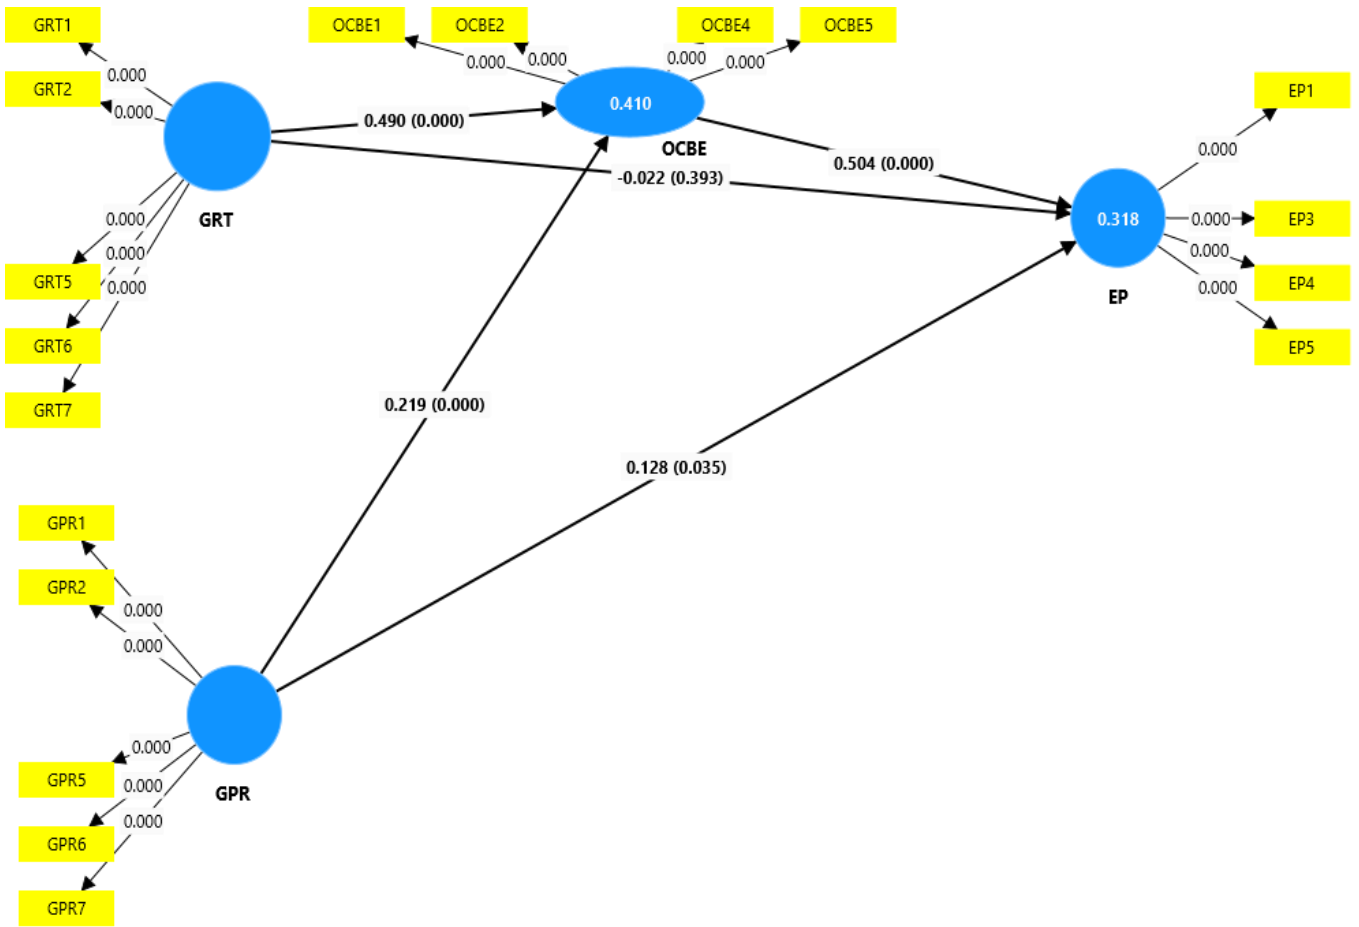 GRT1
OCBE1
OCBE2
OCBE4
OCBE5
0.000
0.000
0.000
0.000
0.000
GRT2
0.000
EP1
0.410
0.490 (0.000)
OCBE
0.504 (0.000)
0.000
-0.022 (0.393)
GRT
0.000
0.318
0.000
EP3
0.000
0.000
GRT5
0.000
0.000
EP4
EP
GRT6
EP5
GRT7
0.219 (0.000)
0.128 (0.035)
GPR1
GPR2
0.000
0.000
GPR5
0.000
GPR
0.000
0.000
GPR6
GPR7